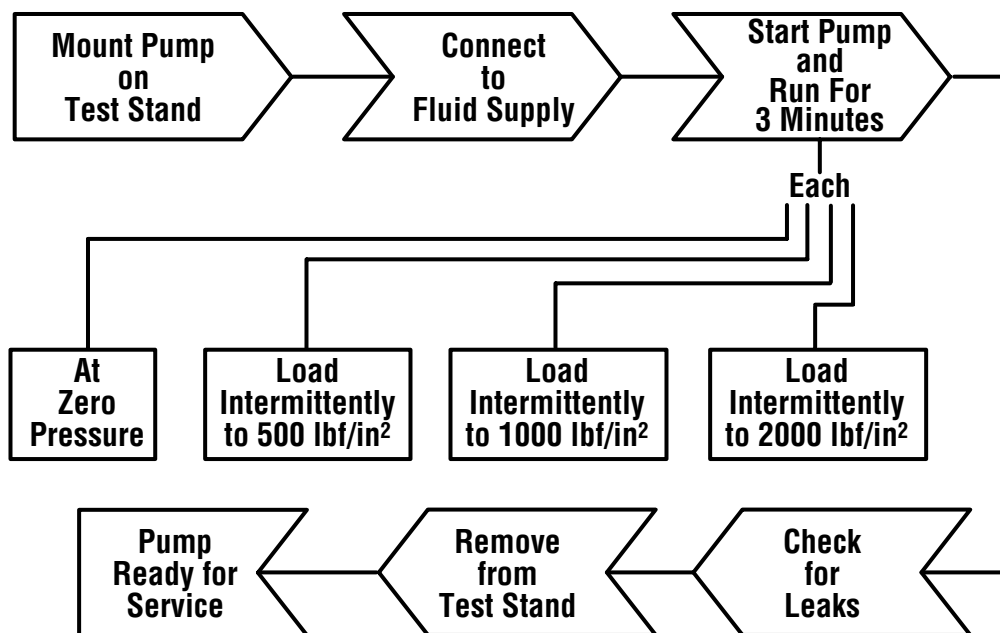 Mount Pump
on
Test Stand
Connect
to
Fluid Supply
Start Pump
and
Run For
3 Minutes
Each
At
Zero
Pressure
Load
Intermittently
to 500 lbf/in²
Load
Intermittently
to 1000 lbf/in²
Load
Intermittently
to 2000 lbf/in²
Pump
Ready for
Service
Remove
from
Test Stand
Check
for
Leaks